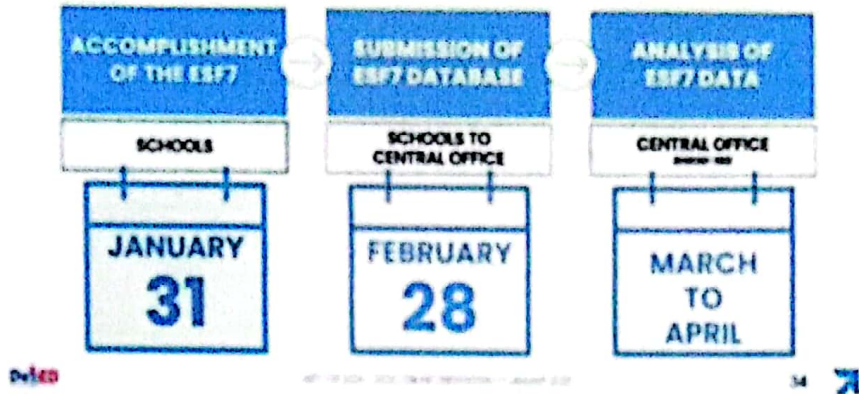 ACCOMPLISHMENT
OF THE ESF7
SUBMISSION OF
ESF7 DATABASE
ANALYSIS OF
ESF7 DATA
SCHOOLS
SCHOOLS TO
CENTRAL OFFICE
CENTRAL OFFICE
JANUARY
31
FEBRUARY
28
MARCH
TO
APRIL
DepED
34